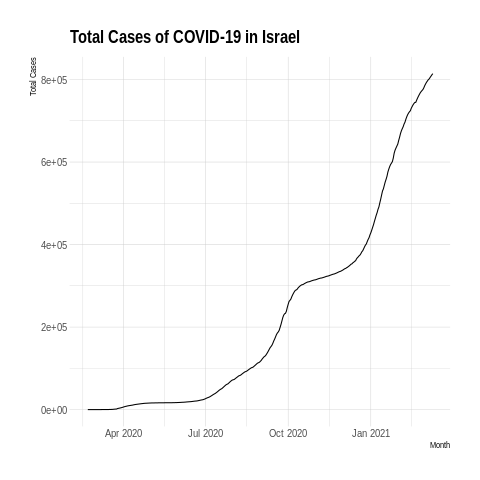 Total Cases of COVID-19 in Israel
Total Cases
8e+05
6e+05
4e+05
2e+05
0e+00
Apr 2020 Jul 2020 Oct 2020 Jan 2021
Month